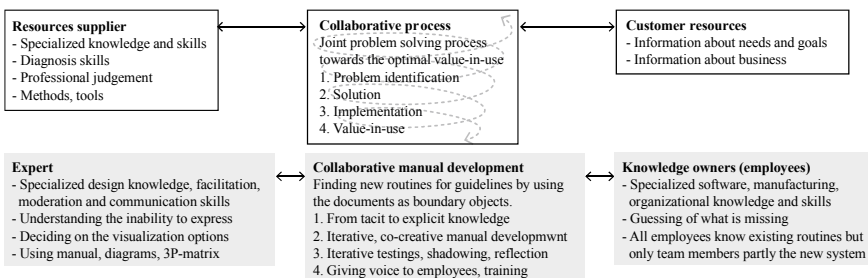 Resources supplier
- Specialized knowledge and skills
- Diagnosis skills
- Professional judgement
- Methods, tools
Collaborative process
Joint problem solving process
towards the optimal value-in-use
1. Problem identification
2. Solution
3. Implementation
4. Value-in-use
Customer resources
- Information about needs and goals
- Information about business
Expert
- Specialized design knowledge, facilitation,
moderation and communication skills
- Understanding the inability to express
- Deciding on the visualization options
- Using manual, diagrams, 3P-matrix
Collaborative manual development
Finding new routines for guidelines by using
the documents as boundary objects.
1. From tacit to explicit knowledge
2. Iterative, co-creative manual developmwnt
3. Iterative testings, shadowing, reflection
4. Giving voice to employees, training
Knowledge owners (employees)
- Specialized software, manufacturing,
organizational knowledge and skills
- Guessing of what is missing
- All employees know existing routines but
only team members partly the new system